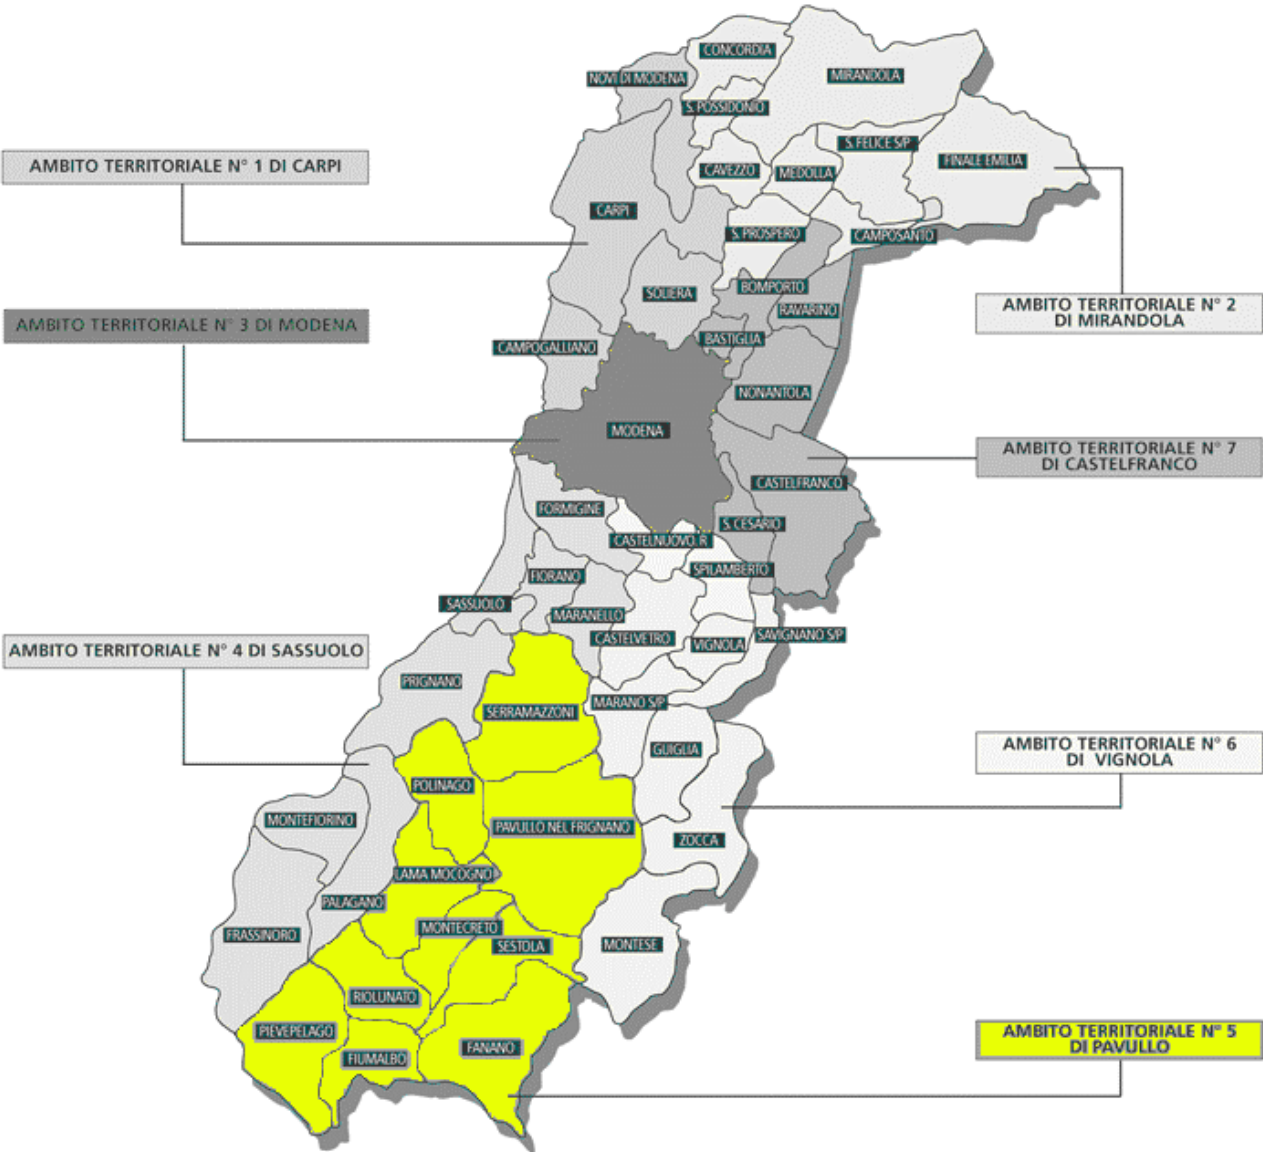 CONCORDIA
MIRANDOLA
NOVI DI MODENA
S. POSSIDONIO
S. FELICE S/P
FINALE EMILIA
AMBITO TERRITORIALE N° 1 DI CARPI
CAVEZZO
MEDOLLA
CARPI
S. PROSPERO
CAMPOSANTO
BOMPORTO
SOLIERA
RAVARINO
AMBITO TERRITORIALE N° 2
DI MIRANDOLA
AMBITO TERRITORIALE N° 3 DI MODENA
BASTIGLIA
CAMPOGALLIANO
NONANTOLA
MODENA
AMBITO TERRITORIALE N° 7
DI CASTELFRANCO
CASTELFRANCO
FORMIGINE
S. CESARIO
CASTELNUOVO. R
SPILAMBERTO
FIORANO
SASSUOLO
MARANELLO
CASTELVETRO
VIGNOLA
SAVIGNANO S/P
AMBITO TERRITORIALE N° 4 DI SASSUOLO
PRIGNANO
MARANO S/P
SERRAMAZZONI
GUIGLIA
AMBITO TERRITORIALE N° 6
DI VIGNOLA
POLINAGO
MONTEFIORINO
PAVULLO NEL FRIGNANO
ZOCCA
LAMA MOCOGNO
PALAGANO
MONTECRETO
FRASSINORO
SESTOLA
MONTESE
RIOLUNATO
PIEVEPELAGO
AMBITO TERRITORIALE N° 5
DI PAVULLO
FANANO
FIUMALBO